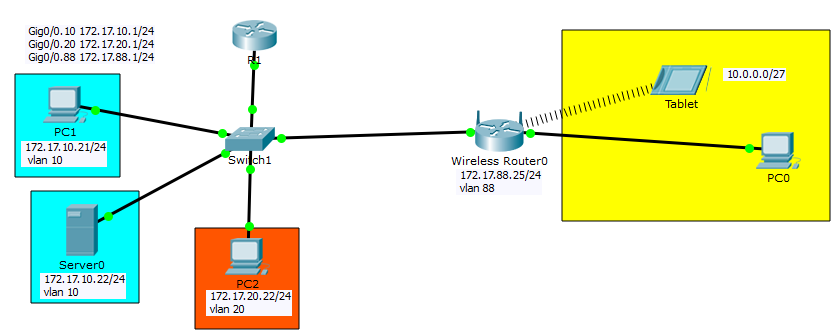 Gig0/0.10 172.17.10.1/24
Gig0/0.20 172.17.20.1/24
Gig0/0.88 172.17.88.1/24
R1
PC1
172.17.10.21/24
vlan 10
Switch1
Server0
172.17.10.22/24
vlan 10
PC2
172.17.20.22/24
vlan 20
Wireless Router0
172.17.88.25/24
vlan 88
10.0.0.0/27
Tablet
PC0